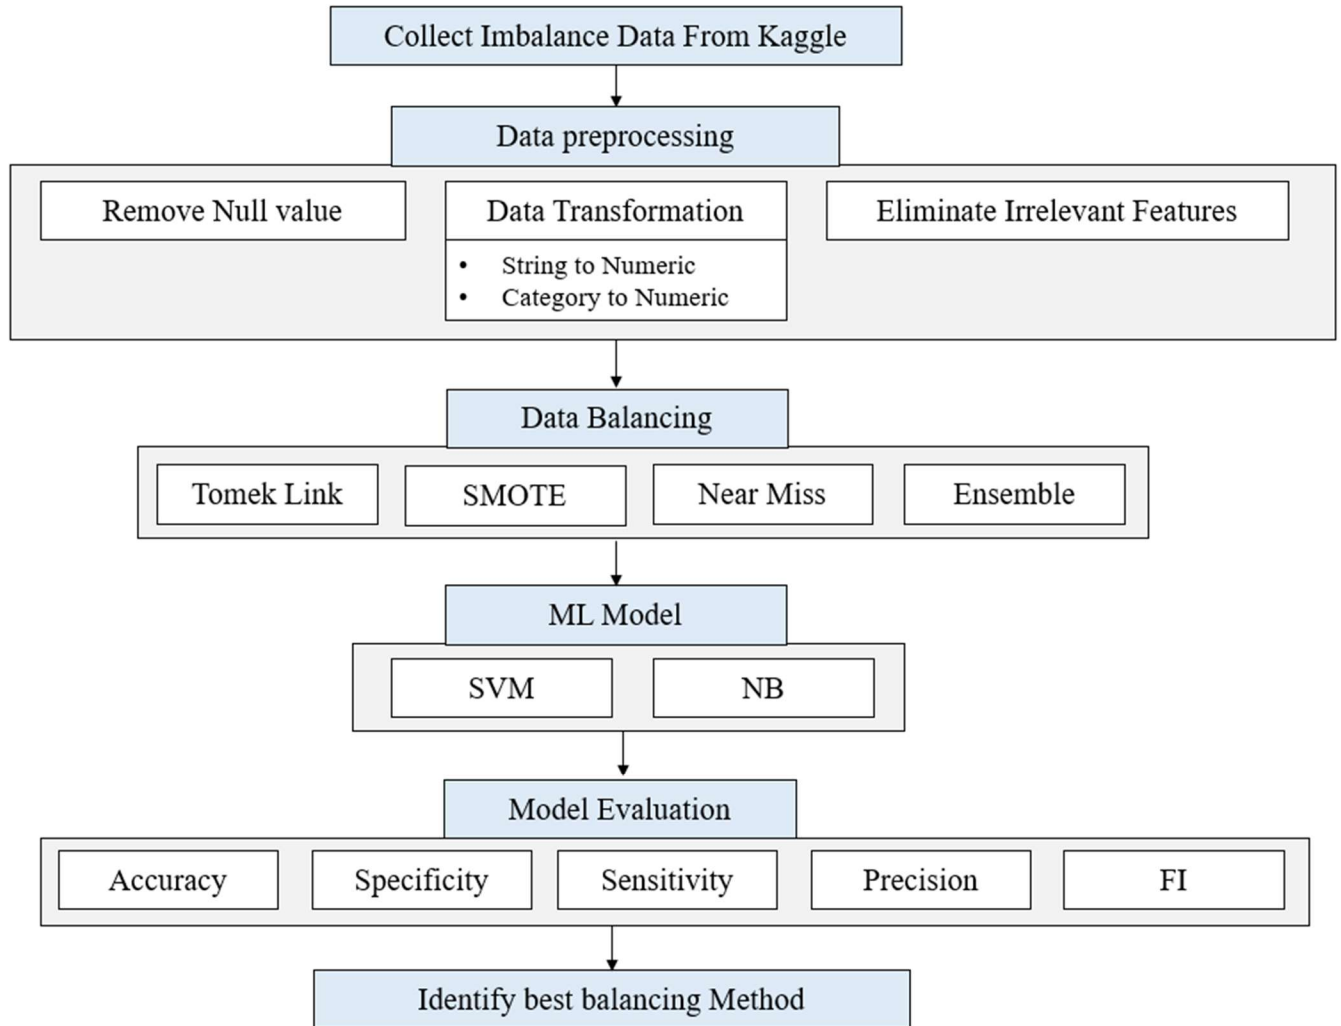 Collect Imbalance Data From Kaggle
Data preprocessing
Remove Null value
Data Transformation
Eliminate Irrelevant Features
• String to Numeric
• Category to Numeric
Data Balancing
Tomek Link
SMOTE
Near Miss
Ensemble
ML Model
SVM
NB
Model Evaluation
Accuracy
Specificity
Sensitivity
Precision
FI
Identify best balancing Method